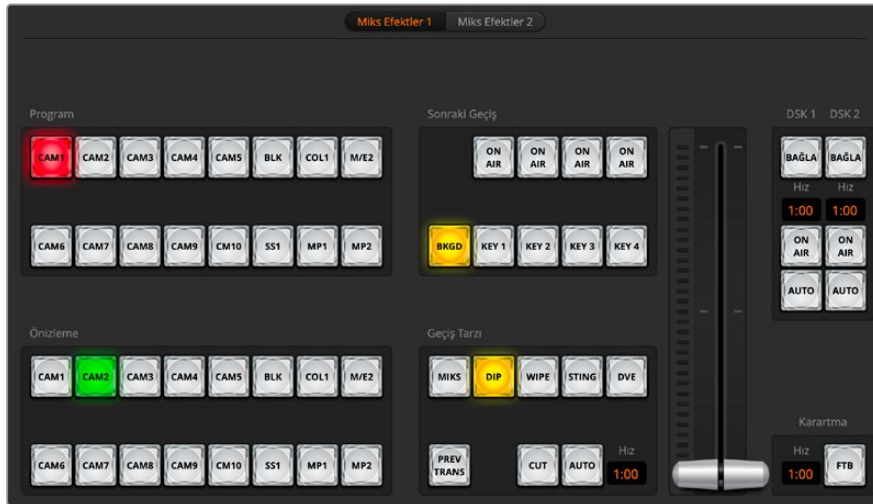 Miks Efektler 1 Miks Efektler 2
Program
CAM1 CAM2 CAM3 CAM4 CAM5 BLK COL1 M/E2
CAM6 CAM7 CAM8 CAM9 CM10 SS1 MP1 MP2
Önizleme
CAM1 CAM2 CAM3 CAM4 CAM5 BLK COL1 M/E2
CAM6 CAM7 CAM8 CAM9 CM10 SS1 MP1 MP2
Sonraki Geçiş
ON AIR ON AIR ON AIR ON AIR
BKGD KEY 1 KEY 2 KEY 3 KEY 4
Geçiş Tarzı
MIKS DIP WIPE STING DVE
Hız
PREV TRANS CUT AUTO 1:00
DSK 1 DSK 2
BAĞLA BAĞLA
Hız Hız
1:00 1:00
ON AIR ON AIR
AUTO AUTO
Karartma
Hız
1:00 FTB